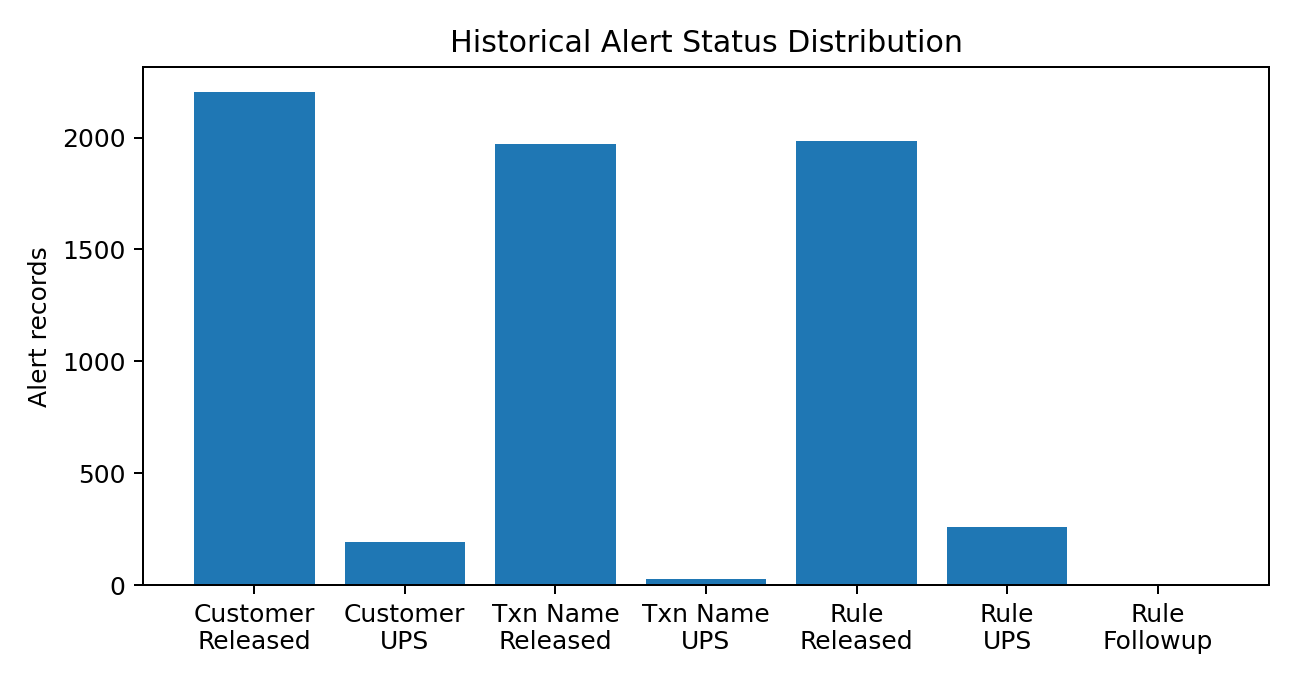 Historical Alert Status Distribution
Alert records
2000
1500
1000
500
0
Customer Released
Customer UPS
Txn Name Released
Txn Name UPS
Rule Released
Rule UPS
Rule Followup